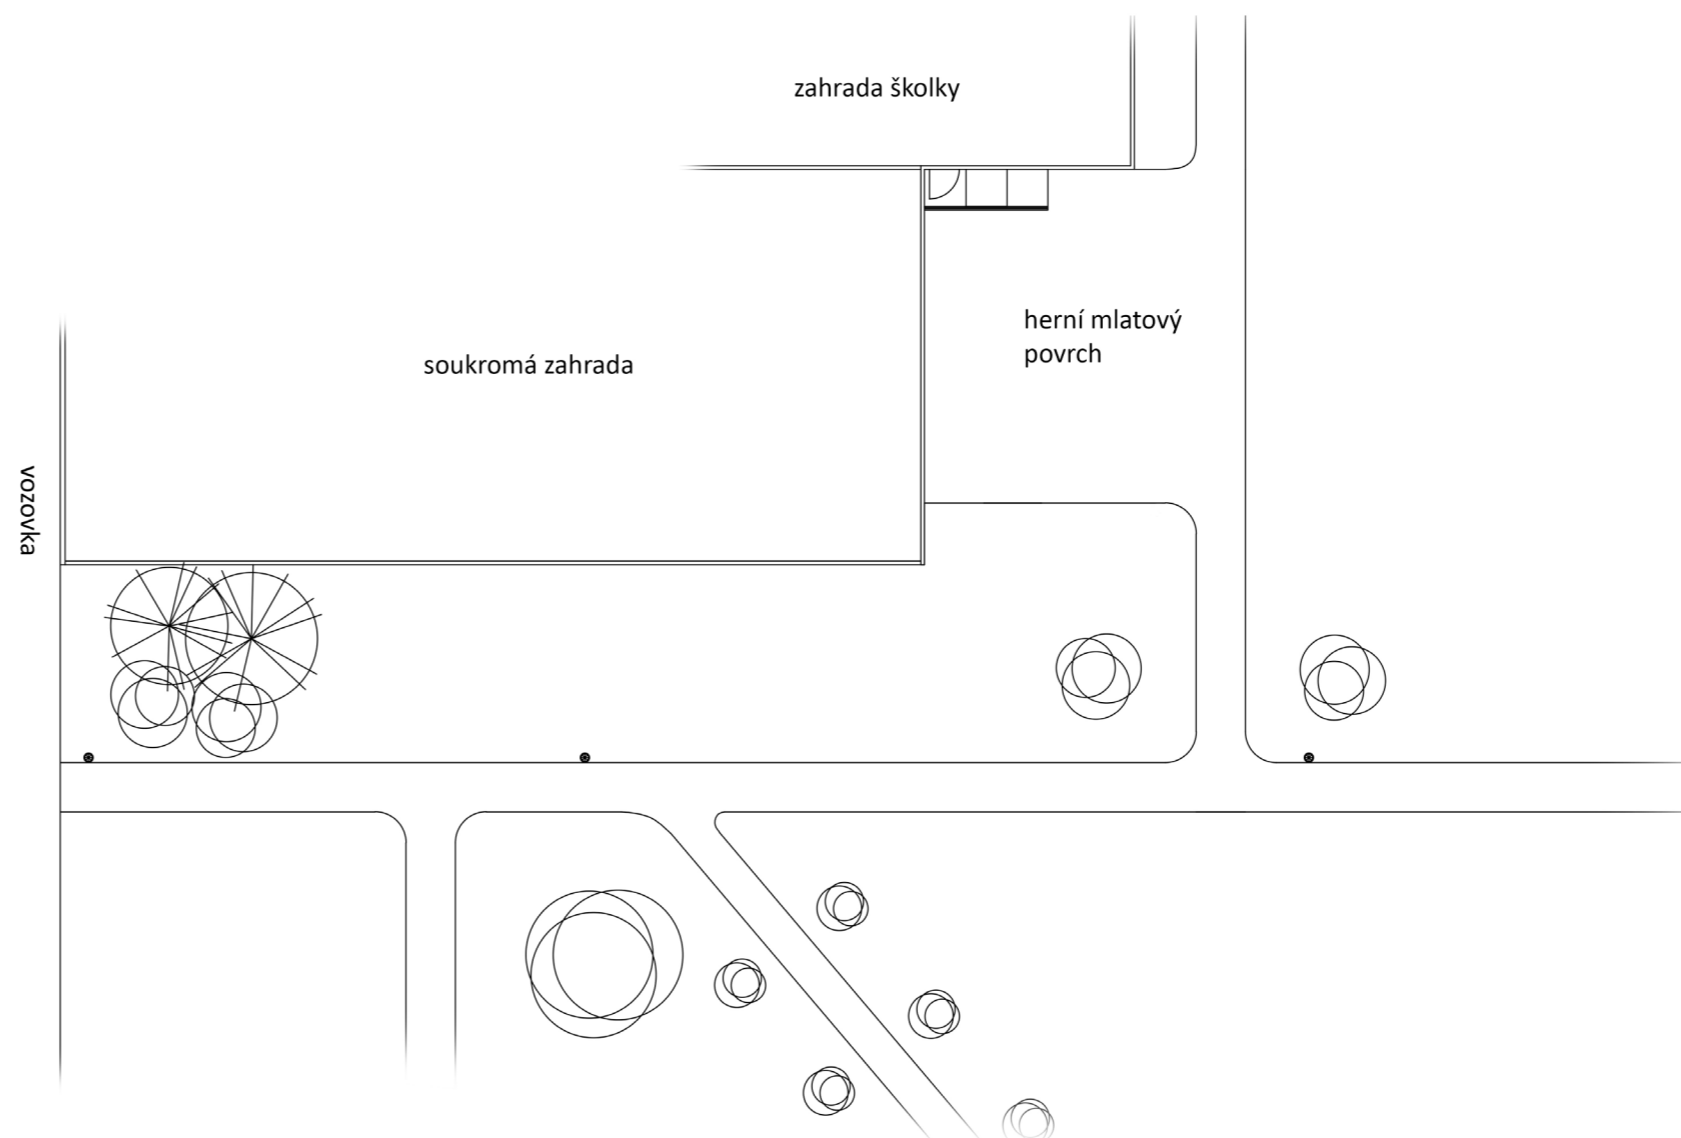 zahrada školky
herní mlatový
povrch
soukromá zahrada
vozovka